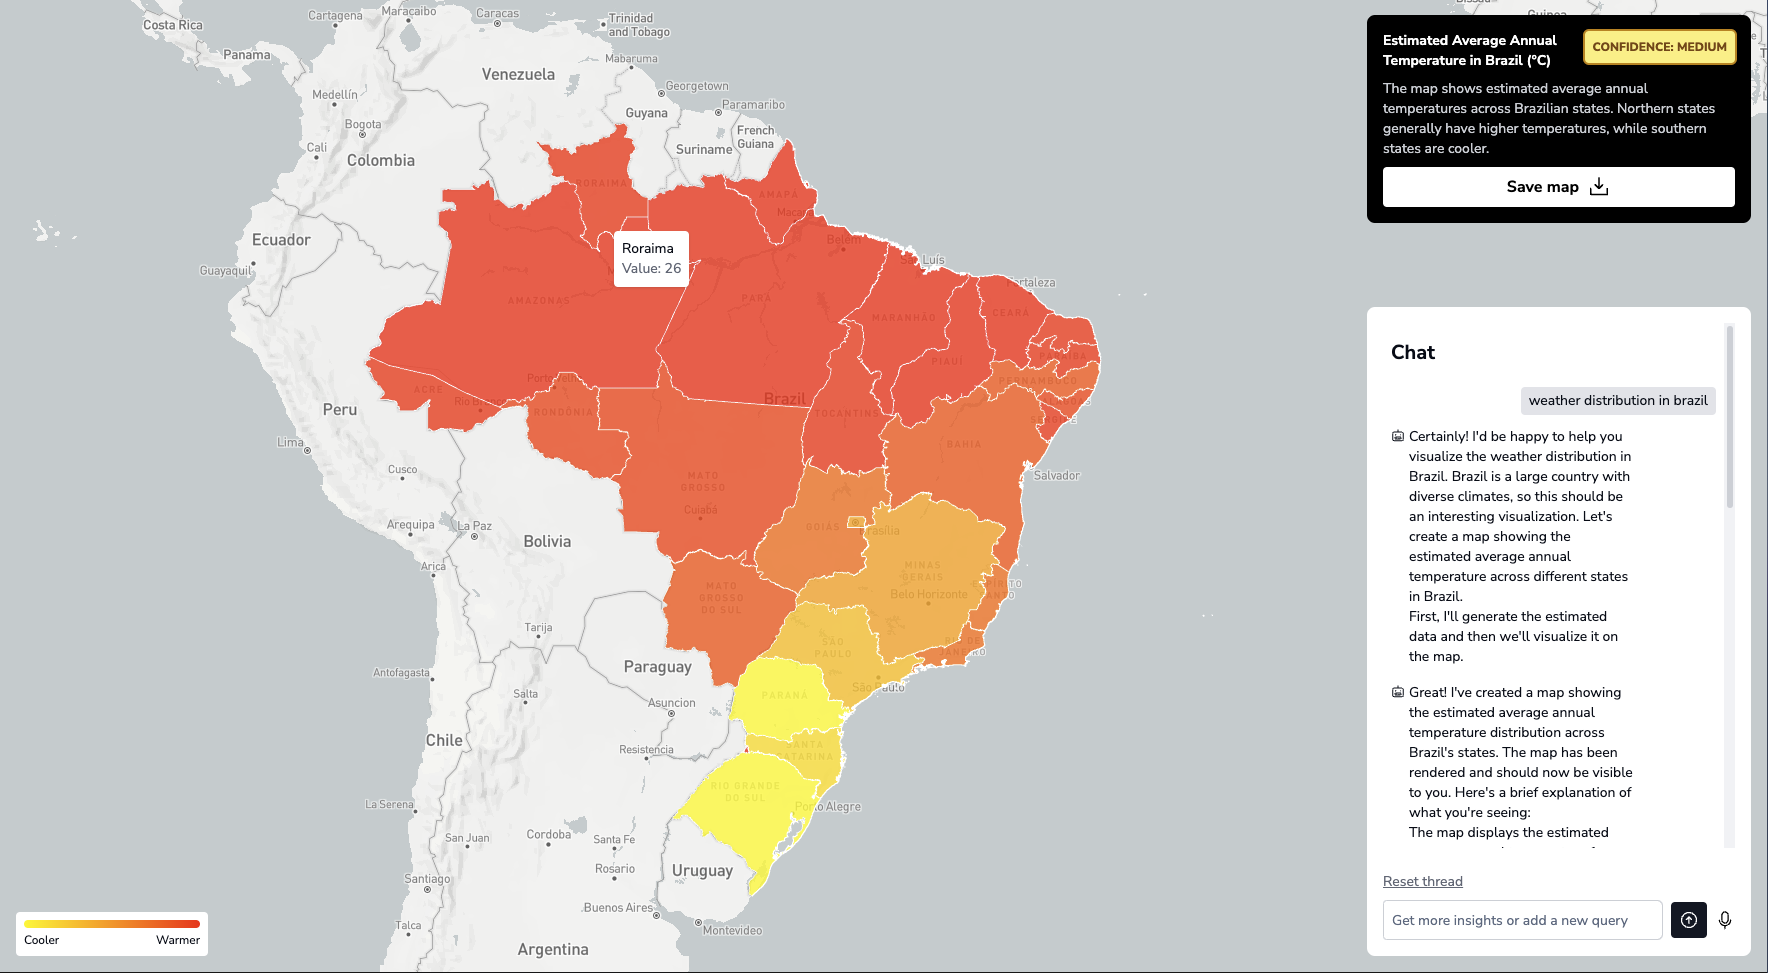 Costa Rica
Panama
Cartagena
Maracaibo
Caracas
Trinidad
and Tobago
Venezuela
Mabaruma
Georgetown
Paramaribo
Guyana
Suriname
French
Guiana
Medellín
Bogota
Cali
Colombia
Ecuador
Guayaquil
RORAIMA
AMAPÁ
Roraima
Value: 26
Belém
São Luís
Fortaleza
AMAZONAS
PARÁ
MARANHÃO
CEARÁ
PIAUÍ
PARAÍBA
PERNAMBUCO
Porto Velho
ACRE
Rio Branco
RONDÔNIA
Brazil
TOCANTINS
SERGIPE
BAHIA
Salvador
Peru
Lima
Cusco
Arequipa
La Paz
Bolivia
Arica
MATO
GROSSO
Cuiabá
GOIÁS
Brasília
MINAS
GERAIS
Belo Horizonte
ESPÍRITO
SANTO
MATO
GROSSO
DO SUL
SÃO
PAULO
RIO DE
JANEIRO
São Paulo
Tarija
Paraguay
Antofagasta
Salta
Asuncion
PARANÁ
Chile
Resistencia
SANTA
CATARINA
RIO GRANDE
DO SUL
Porto Alegre
La Serena
San Juan
Cordoba
Santa Fe
Rosario
Uruguay
Santiago
Buenos Aires
Montevideo
Talca
Argentina
Cooler
Warmer
Estimated Average Annual
Temperature in Brazil (°C)
CONFIDENCE: MEDIUM
The map shows estimated average annual
temperatures across Brazilian states. Northern states
generally have higher temperatures, while southern
states are cooler.
Save map
Chat
weather distribution in brazil
Certainly! I'd be happy to help you
visualize the weather distribution in
Brazil. Brazil is a large country with
diverse climates, so this should be
an interesting visualization. Let's
create a map showing the
estimated average annual
temperature across different states
in Brazil.
First, I'll generate the estimated
data and then we'll visualize it on
the map.
Great! I've created a map showing
the estimated average annual
temperature distribution across
Brazil's states. The map has been
rendered and should now be visible
to you. Here's a brief explanation of
what you're seeing:
The map displays the estimated
Reset thread
Get more insights or add a new query